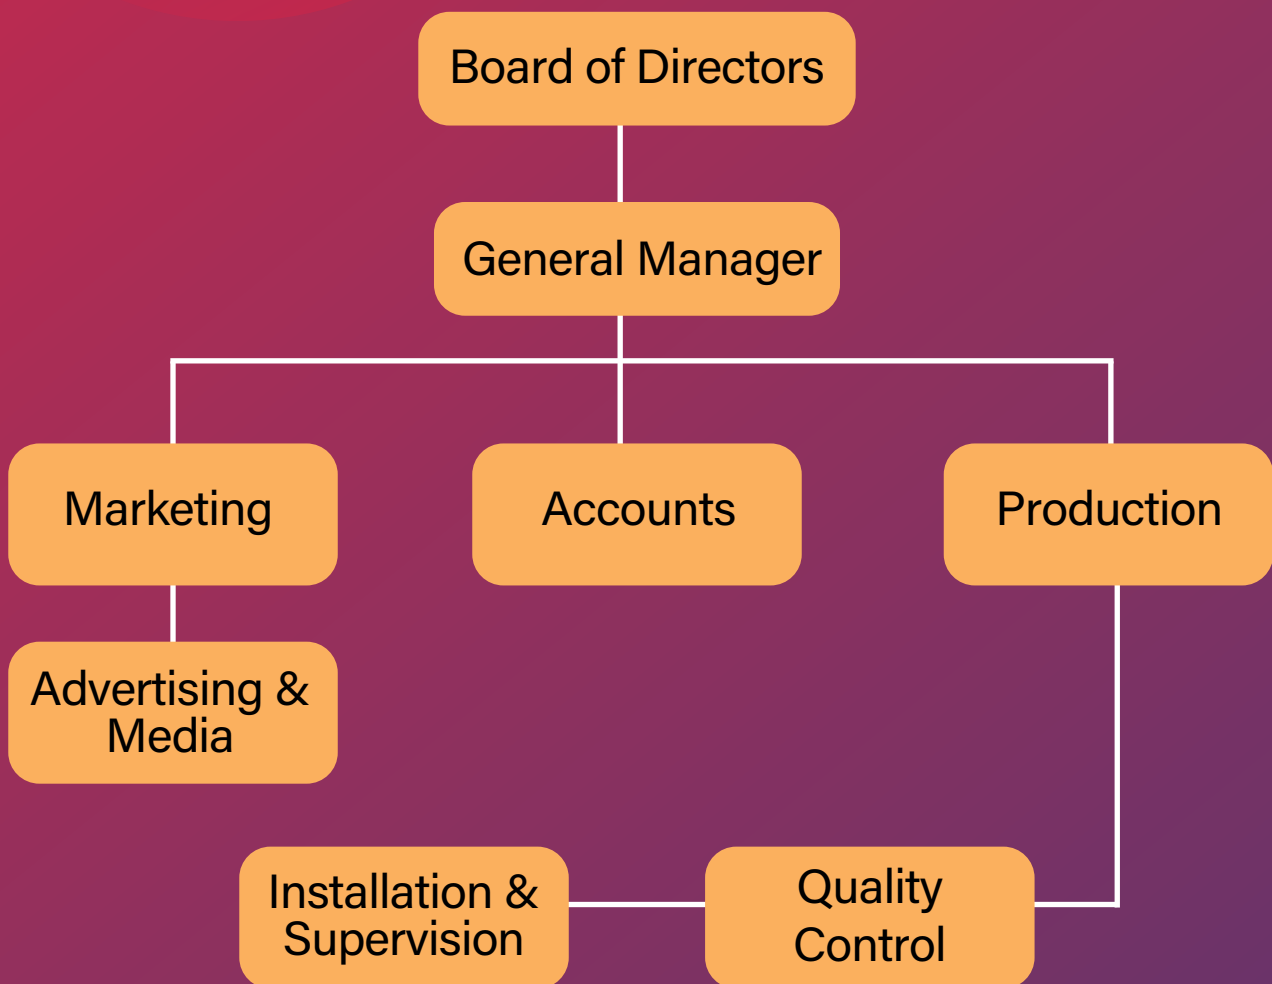 Board of Directors
General Manager
Marketing
Accounts
Production
Advertising &
Media
Installation &
Supervision
Quality
Control